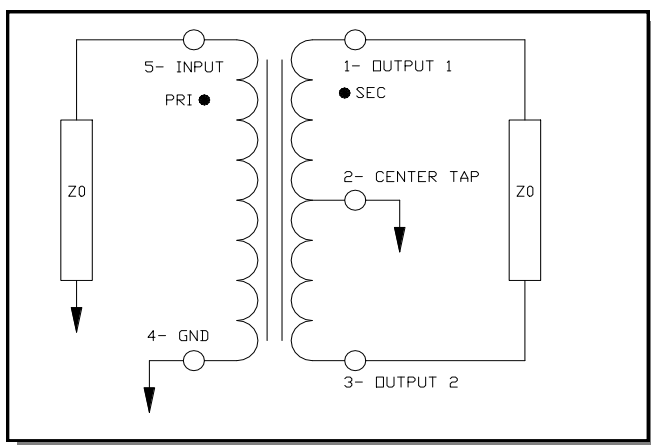 5- INPUT
1- OUTPUT 1
PRI
SEC
Z0
2- CENTER TAP
Z0
4- GND
3- OUTPUT 2